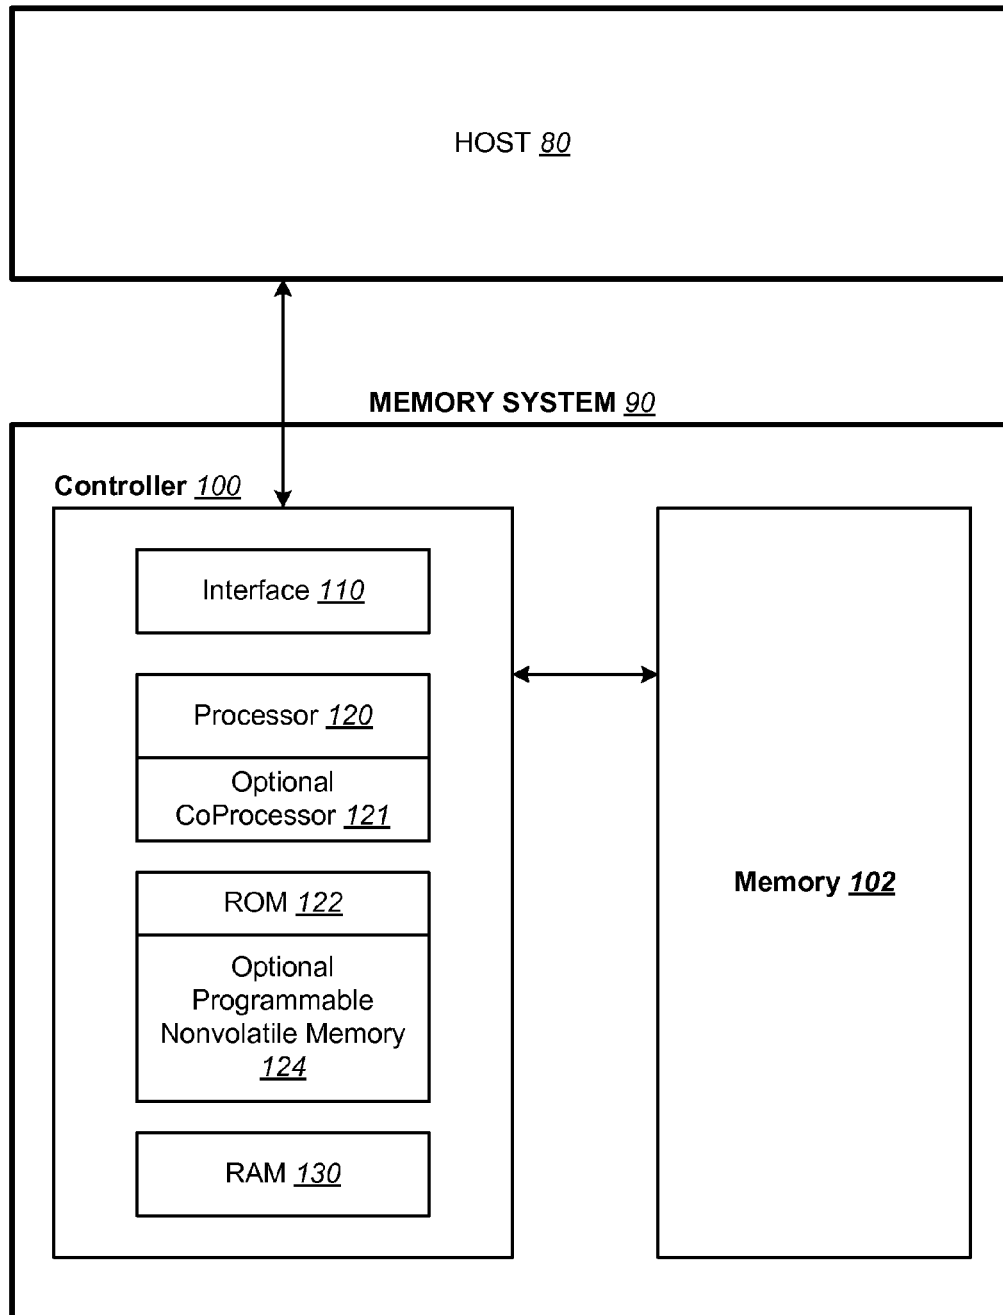 HOST 80
MEMORY SYSTEM 90
Controller 100
Interface 110
Processor 120
Optional
CoProcessor 121
ROM 122
Optional
Programmable
Nonvolatile Memory
124
RAM 130
Memory 102